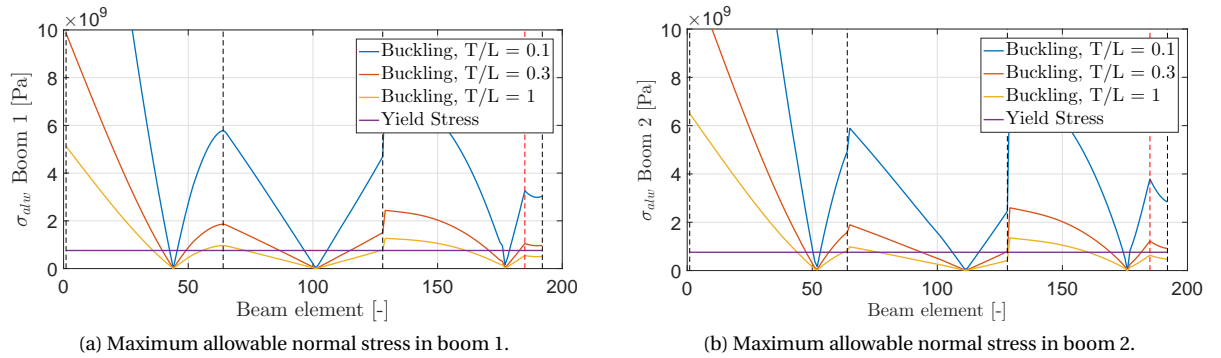 ×10⁹
10
8
6
4
2
0
0
50
100
150
200
σ_alw Boom 1 [Pa]
Beam element [-]
Buckling, T/L = 0.1
Buckling, T/L = 0.3
Buckling, T/L = 1
Yield Stress
(a) Maximum allowable normal stress in boom 1.
×10⁹
10
8
6
4
2
0
0
50
100
150
200
σ_alw Boom 2 [Pa]
Beam element [-]
Buckling, T/L = 0.1
Buckling, T/L = 0.3
Buckling, T/L = 1
Yield Stress
(b) Maximum allowable normal stress in boom 2.